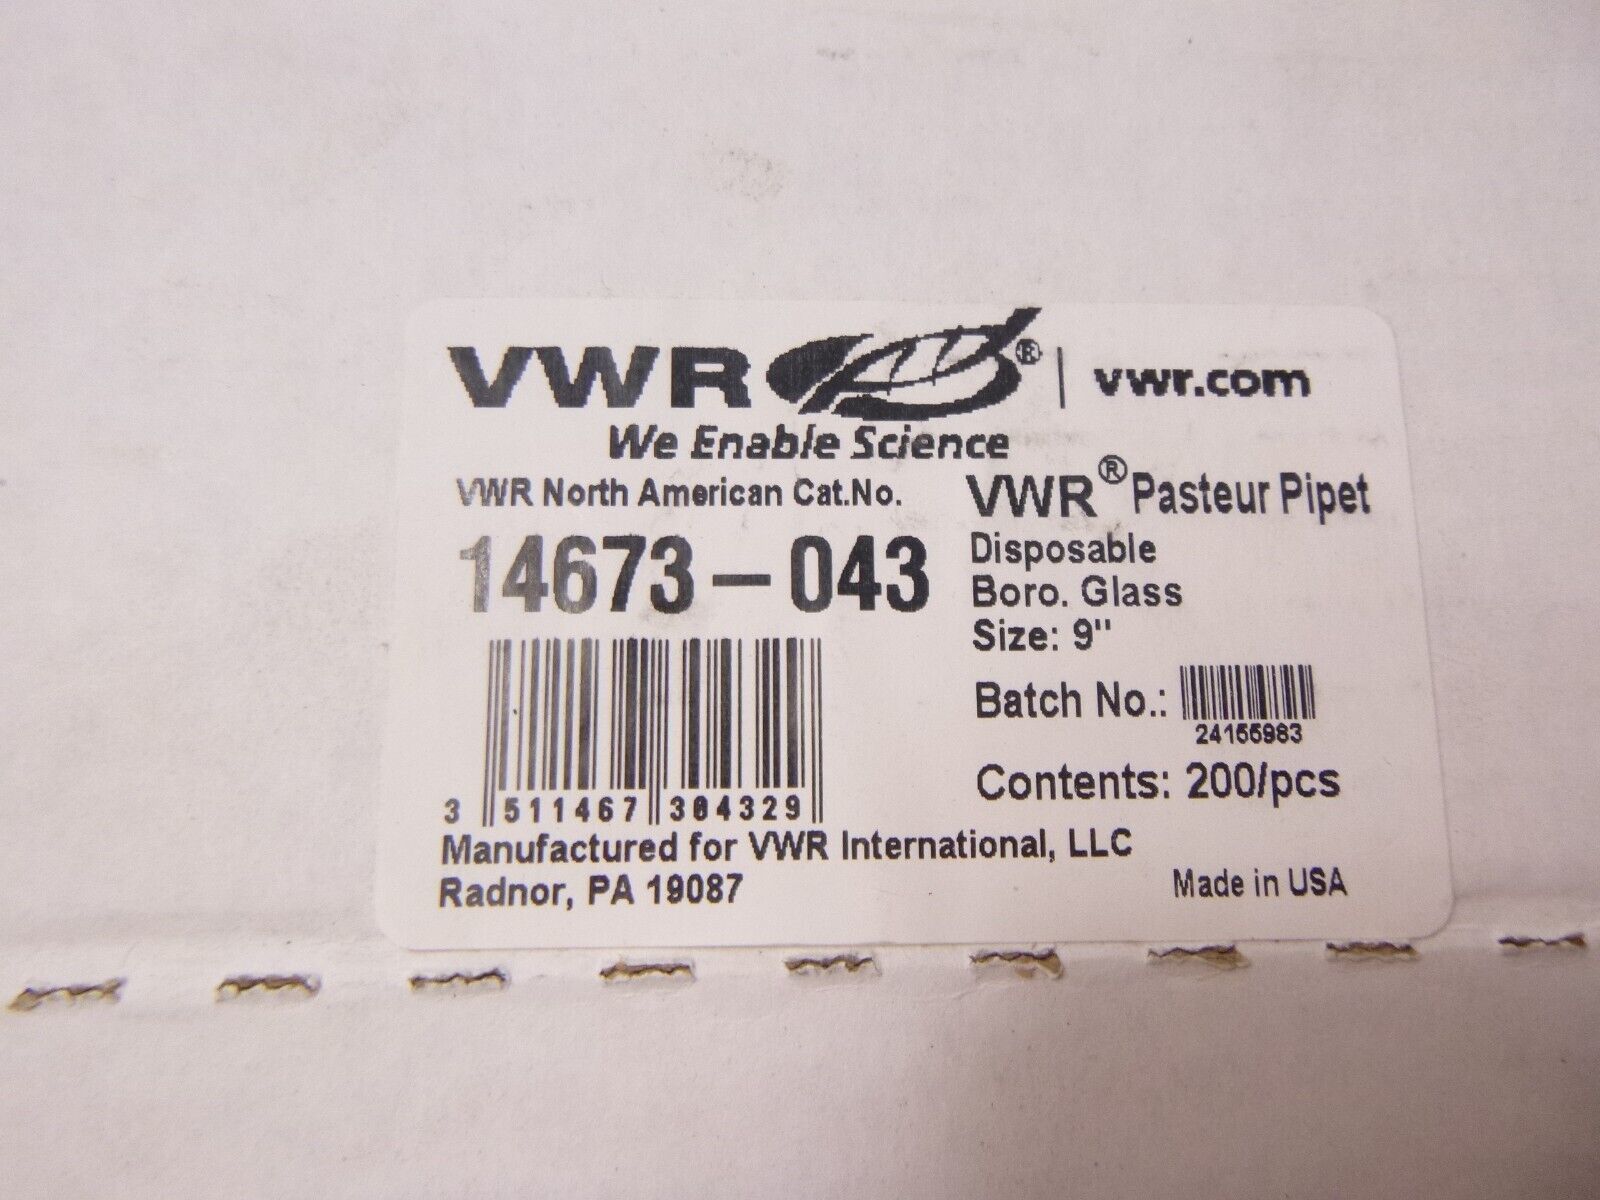 VWR® | vwr.com
We Enable Science
VWR North American Cat.No.
14673-043
VWR® Pasteur Pipet
Disposable
Boro. Glass
Size: 9"
Batch No.:
24155983
Contents: 200/pcs
3 511467 304329
Manufactured for VWR International, LLC
Radnor, PA 19087
Made in USA